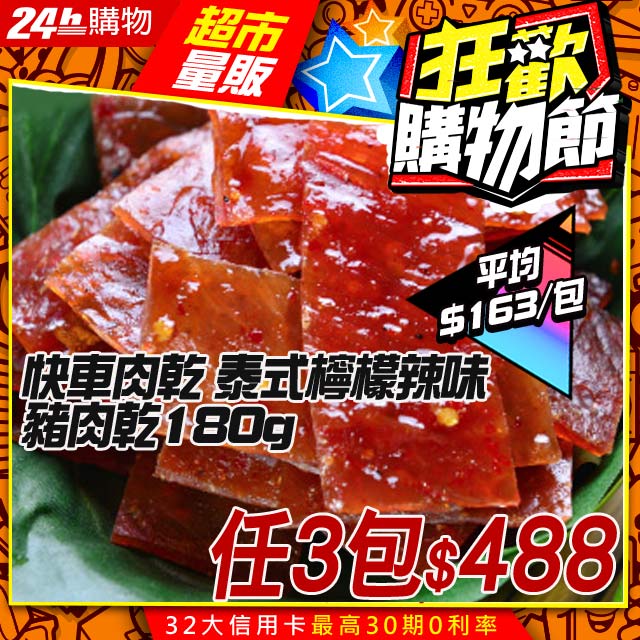 24h購物
超市
量販
狂歡
購物節
平均
$163/包
快車肉乾 泰式檸檬辣味
豬肉乾180g
任3包$488
32大信用卡最高30期0利率